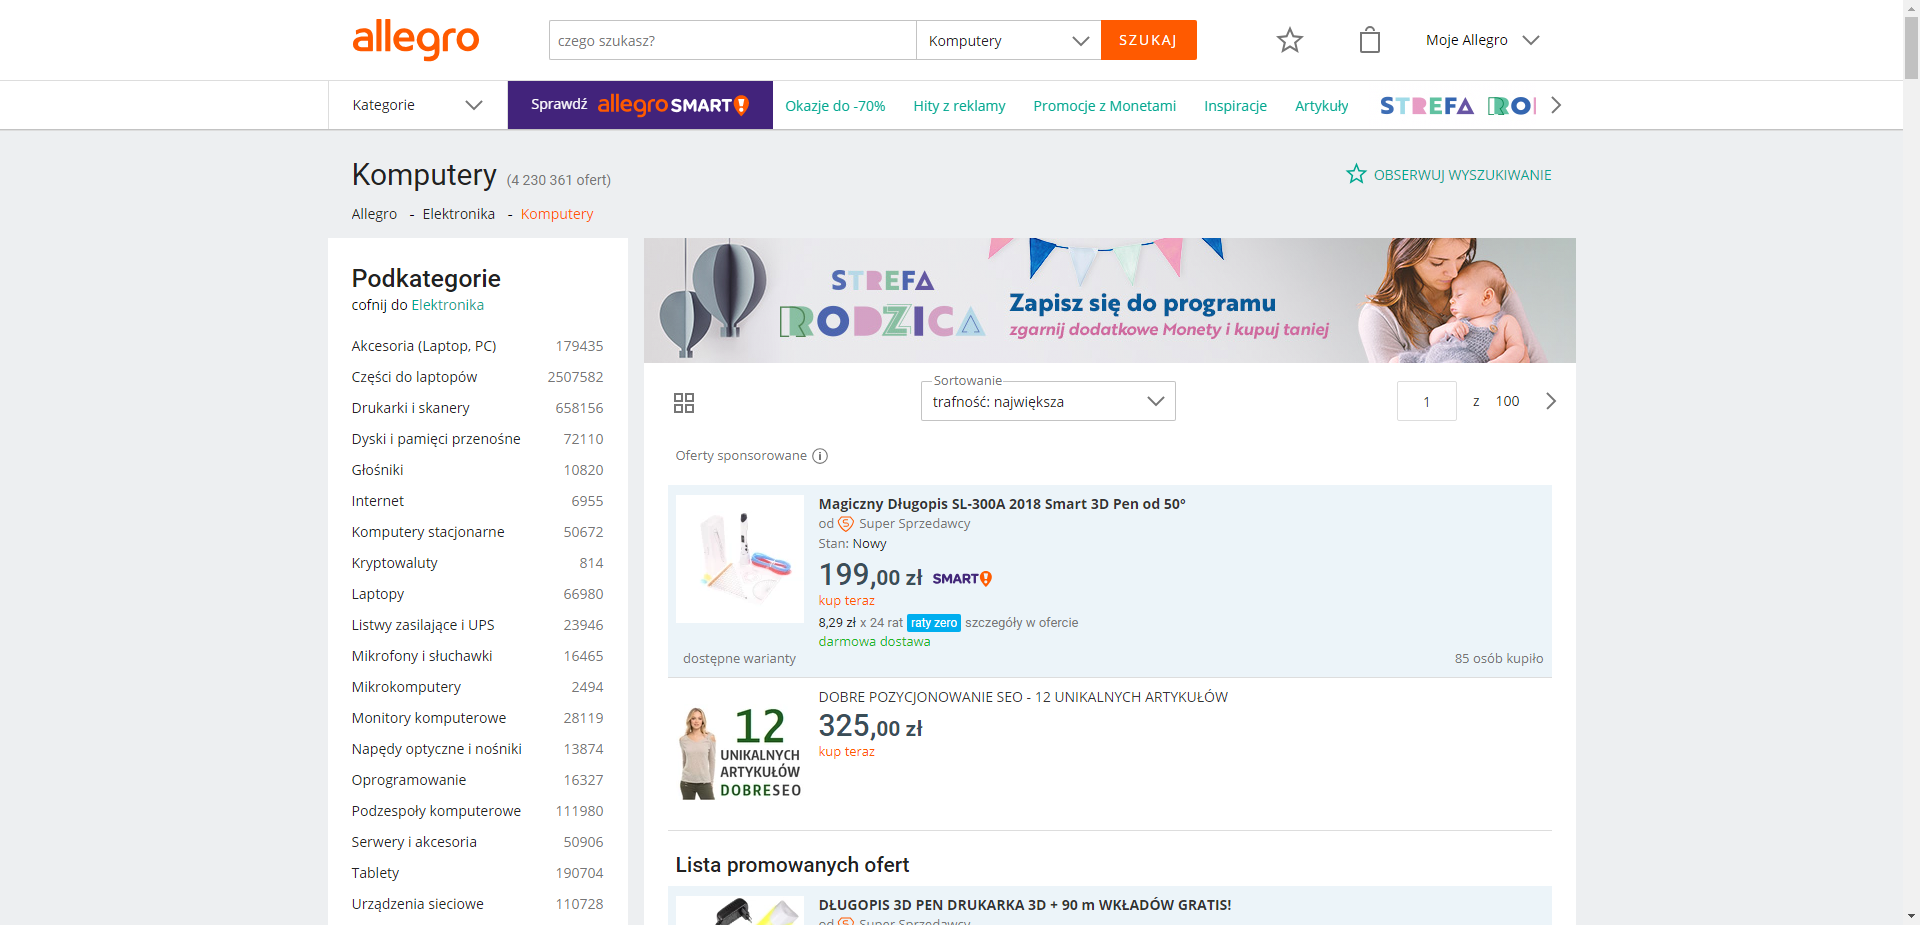 allegro
czego szukasz?
Komputery
SZUKAJ
Moje Allegro
Kategorie
Sprawdź allegro SMART!
Okazje do -70%
Hity z reklamy
Promocje z Monetami
Inspiracje
Artykuły
STREFA
Komputery (4 230 361 ofert)
OBSERWUJ WYSZUKIWANIE
Allegro - Elektronika - Komputery
Podkategorie
cofnij do Elektronika
Akcesoria (Laptop, PC) 179435
Części do laptopów 2507582
Drukarki i skanery 658156
Dyski i pamięci przenośne 72110
Głośniki 10820
Internet 6955
Komputery stacjonarne 50672
Kryptowaluty 814
Laptopy 66980
Listwy zasilające i UPS 23946
Mikrofony i słuchawki 16465
Mikrokomputery 2494
Monitory komputerowe 28119
Napędy optyczne i nośniki 13874
Oprogramowanie 16327
Podzespoły komputerowe 111980
Serwery i akcesoria 50906
Tablety 190704
Urządzenia sieciowe 110728
STREFA
RODZICA
Zapisz się do programu
zgarnij dodatkowe Monety i kupuj taniej
Sortowanie
trafność: największa
1 z 100
Oferty sponsorowane
Magiczny Długopis SL-300A 2018 Smart 3D Pen od 50°
od Super Sprzedawcy
Stan: Nowy
199,00 zł SMART!
kup teraz
8,29 zł x 24 rat raty zero szczegóły w ofercie
darmowa dostawa
dostępne warianty
85 osób kupiło
12
UNIKALNYCH
ARTYKUŁÓW
DOBRESEO
DOBRE POZYCJONOWANIE SEO - 12 UNIKALNYCH ARTYKUŁÓW
325,00 zł
kup teraz
Lista promowanych ofert
DŁUGOPIS 3D PEN DRUKARKA 3D + 90 m WKŁADÓW GRATIS!
od Super Sprzedawcy